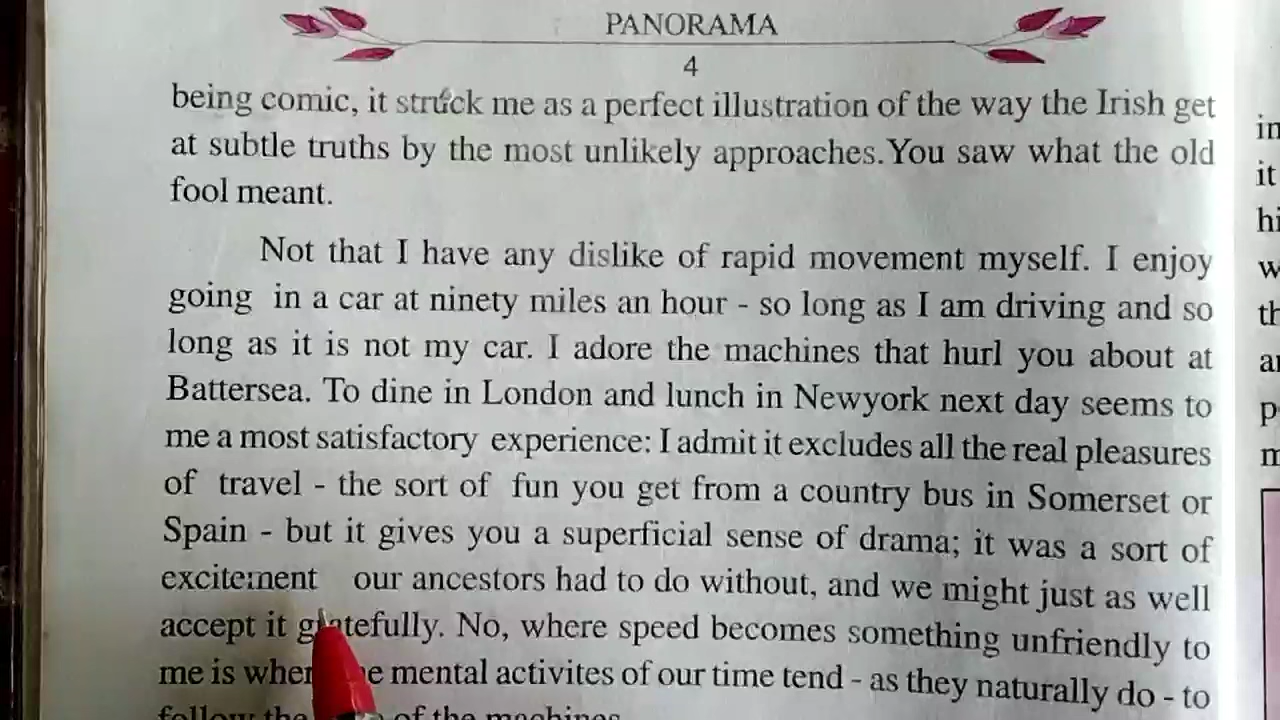 PANORAMA
4
being comic, it struck me as a perfect illustration of the way the Irish get
at subtle truths by the most unlikely approaches. You saw what the old
fool meant.
Not that I have any dislike of rapid movement myself. I enjoy
going in a car at ninety miles an hour - so long as I am driving and so
long as it is not my car. I adore the machines that hurl you about at
Battersea. To dine in London and lunch in Newyork next day seems to
me a most satisfactory experience: I admit it excludes all the real pleasures
of travel - the sort of fun you get from a country bus in Somerset or
Spain - but it gives you a superficial sense of drama; it was a sort of
excitement our ancestors had to do without, and we might just as well
accept it gratefully. No, where speed becomes something unfriendly to
me is when the mental activites of our time tend - as they naturally do - to
follow the of the machines
in
it